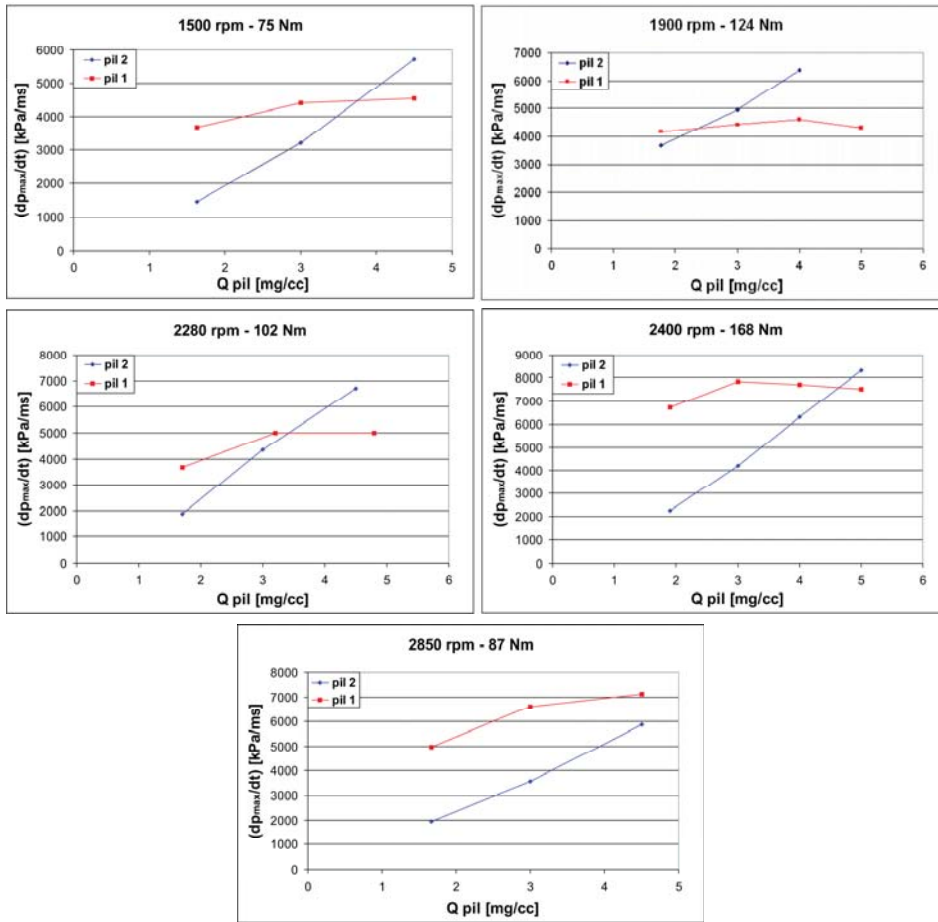 1500 rpm - 75 Nm
pil 2
pil 1
6000
5000
4000
3000
2000
1000
0
(dpmax/dt) [kPa/ms]
0 1 2 3 4 5
Q pil [mg/cc]
1900 rpm - 124 Nm
pil 2
pil 1
7000
6000
5000
4000
3000
2000
1000
0
(dpmax/dt) [kPa/ms]
0 1 2 3 4 5 6
Q pil [mg/cc]
2280 rpm - 102 Nm
pil 2
pil 1
8000
7000
6000
5000
4000
3000
2000
1000
0
(dpmax/dt) [kPa/ms]
0 1 2 3 4 5 6
Q pil [mg/cc]
2400 rpm - 168 Nm
pil 2
pil 1
9000
8000
7000
6000
5000
4000
3000
2000
1000
0
(dpmax/dt) [kPa/ms]
0 1 2 3 4 5 6
Q pil [mg/cc]
2850 rpm - 87 Nm
pil 2
pil 1
8000
7000
6000
5000
4000
3000
2000
1000
0
(dpmax/dt) [kPa/ms]
0 1 2 3 4 5
Q pil [mg/cc]